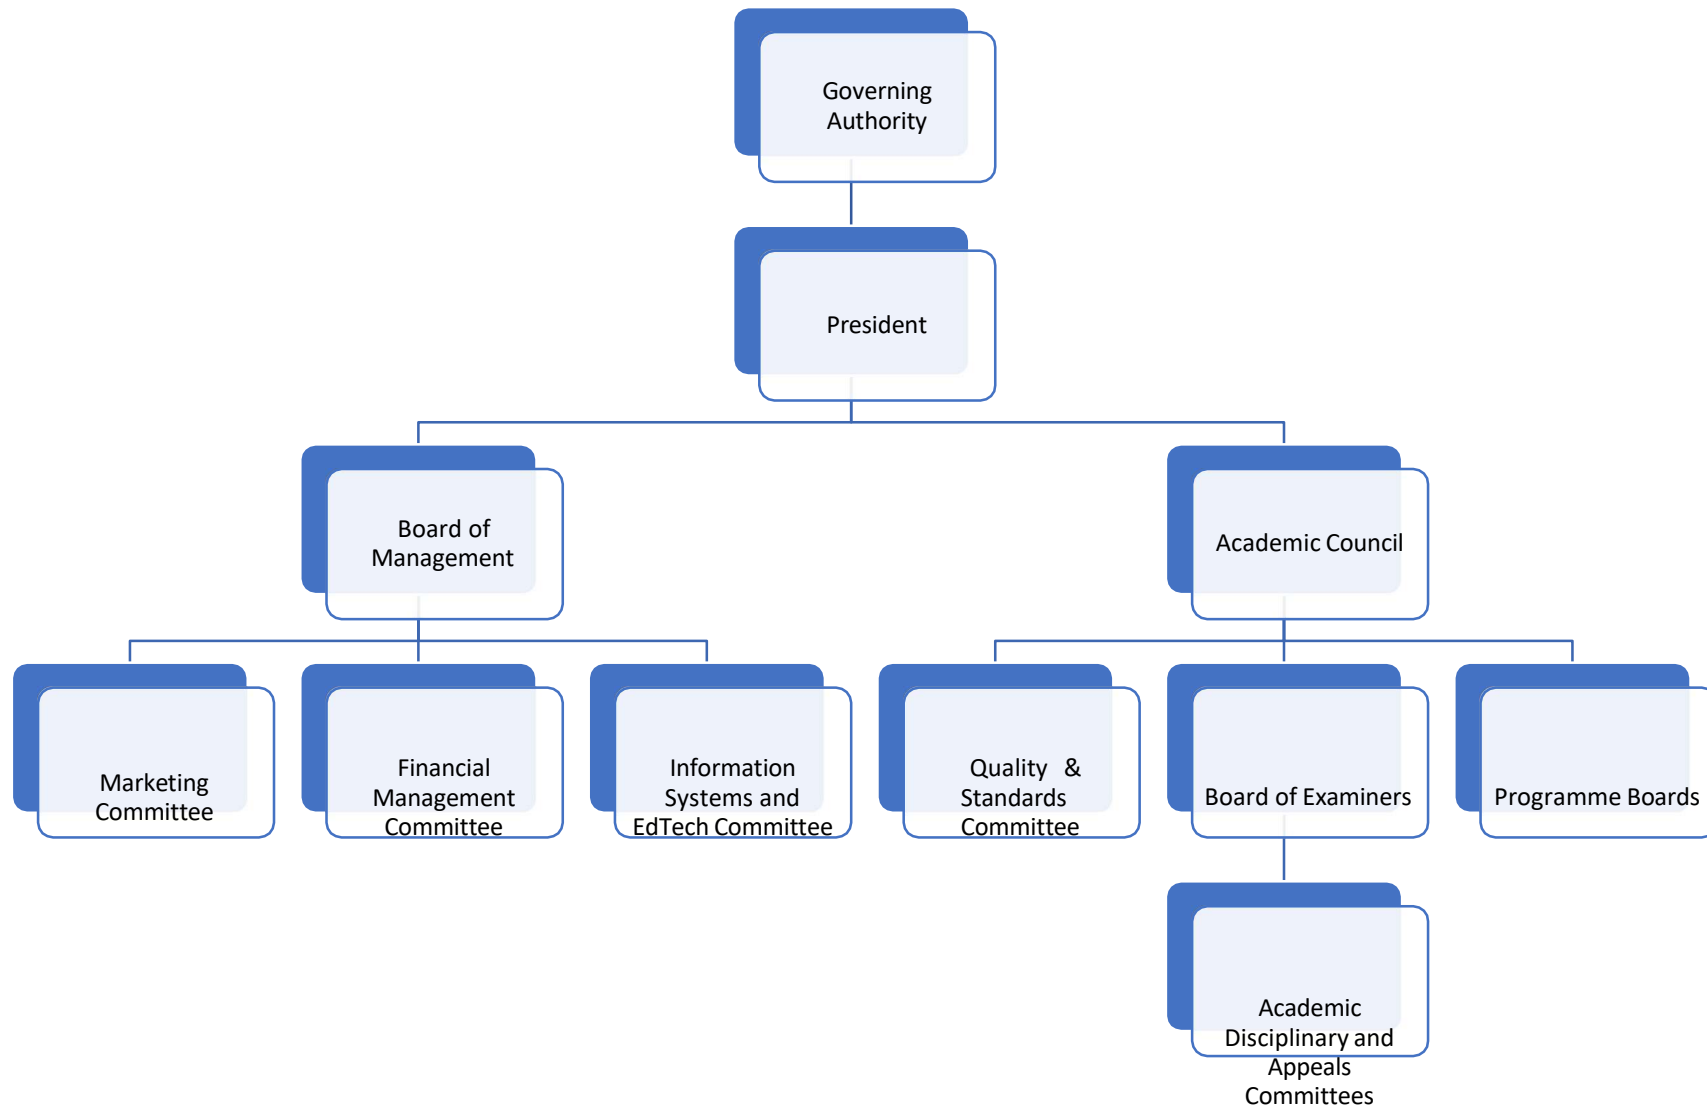 Governing
Authority
President
Board of
Management
Academic Council
Marketing
Committee
Financial
Management
Committee
Information
Systems and
EdTech Committee
Quality &
Standards
Committee
Board of Examiners
Programme Boards
Academic
Disciplinary and
Appeals
Committees